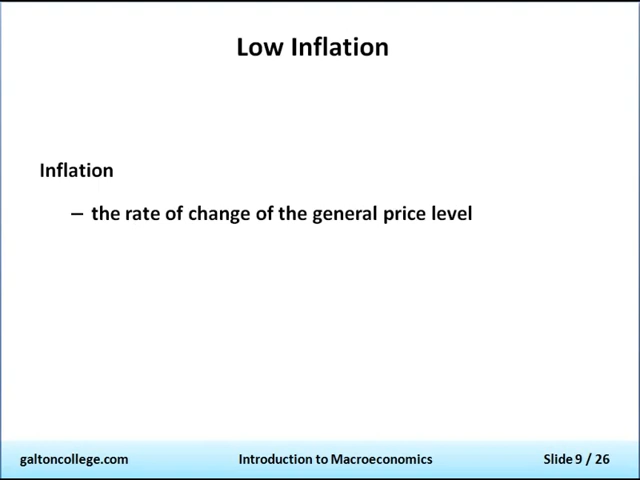 Low Inflation
Inflation
– the rate of change of the general price level
galtoncollege.com
Introduction to Macroeconomics
Slide 9 / 26